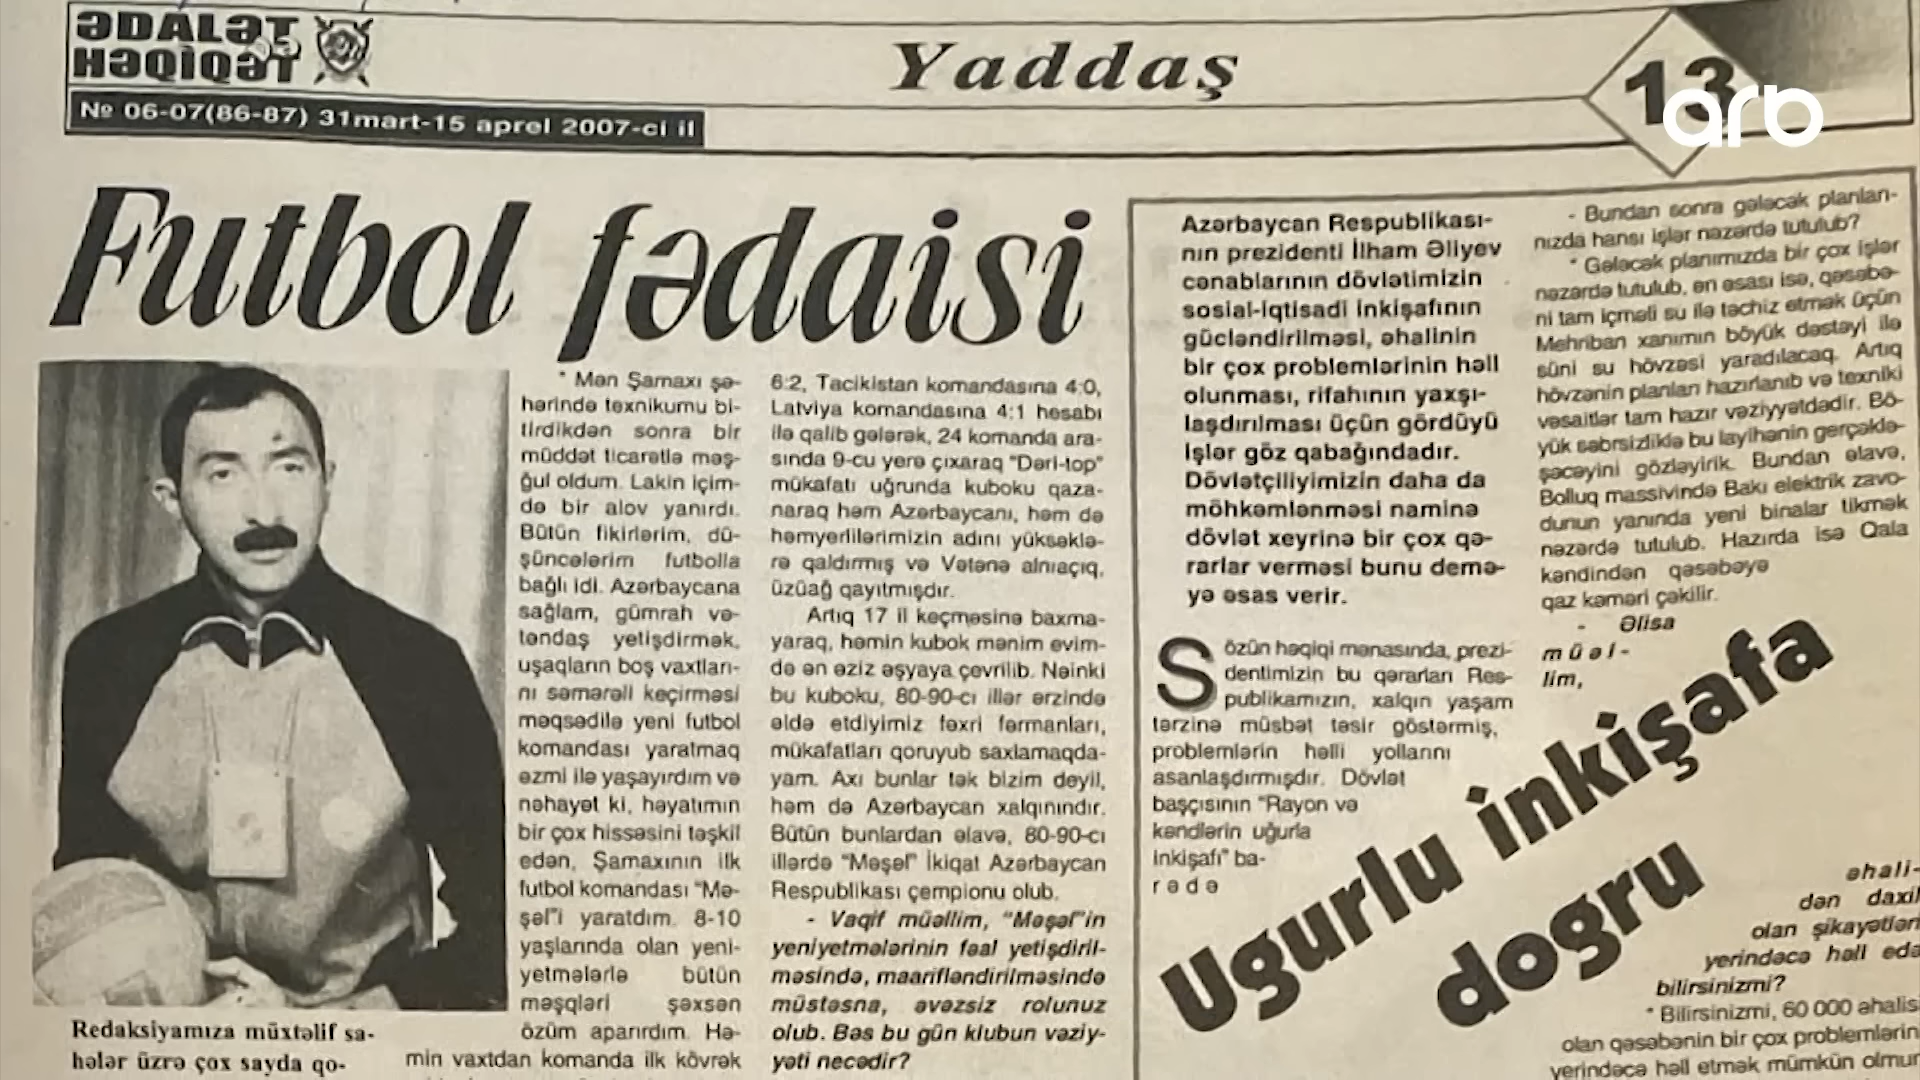 ƏDALƏT
HƏQİQƏT
Yaddaş
13
arb
№ 06-07(86-87) 31mart-15 aprel 2007-ci il
Futbol fədaisi
* Mən Şamaxı şə-
hərində texnikumu bi-
tirdikdən sonra bir
müddət ticarətlə məş-
ğul oldum. Lakin içim-
də bir alov yanırdı.
Bütün fikirlərim, dü-
şüncələrim futbolla
bağlı idi. Azərbaycana
sağlam, gümrah və-
təndaş yetişdirmək,
uşaqların boş vaxtları-
nı səmərəli keçirməsi
məqsədilə yeni futbol
komandası yaratmaq
əzmi ilə yaşayırdım və
nəhayət ki, həyatımın
bir çox hissəsini təşkil
edən, Şamaxının ilk
futbol komandası "Mə-
şəl"i yaratdım. 8-10
yaşlarında olan yeni-
yetmələrlə bütün
məşqləri şəxsən
özüm aparırdım. Hə-
min vaxtdan komanda ilk kövrək
Redaksiyamıza müxtəlif sa-
hələr üzrə çox sayda qo-
6:2, Tacikistan komandasına 4:0,
Latviya komandasına 4:1 hesabı
ilə qalib gələrək, 24 komanda ara-
sında 9-cu yerə çıxaraq "Dəri-top"
mükafatı uğrunda kuboku qaza-
naraq həm Azərbaycanı, həm də
həmyerlilərimizin adını yüksəklə-
rə qaldırmış və Vətənə alnıaçıq,
üzüağ qayıtmışdır.
Artıq 17 il keçməsinə baxma-
yaraq, həmin kubok mənim evim-
də ən əziz əşyaya çevrilib. Nəinki
bu kuboku, 80-90-cı illər ərzində
əldə etdiyimiz fəxri fərmanları,
mükafatları qoruyub saxlamaqda-
yam. Axı bunlar tək bizim deyil,
həm də Azərbaycan xalqınındır.
Bütün bunlardan əlavə, 80-90-cı
illərdə "Məşəl" İkiqat Azərbaycan
Respublikası çempionu olub.
- Vaqif müəllim, "Məşəl"in
yeniyetmələrinin fəal yetişdiril-
məsində, maarifləndirilməsində
müstəsna, əvəzsiz rolunuz
olub. Bəs bu gün klubun vəziy-
yəti necədir?
Azərbaycan Respublikası-
nın prezidenti İlham Əliyev
cənablarının dövlətimizin
sosial-iqtisadi inkişafının
gücləndirilməsi, əhalinin
bir çox problemlərinin həll
olunması, rifahının yaxşı-
laşdırılması üçün gördüyü
işlər göz qabağındadır.
Dövlətçiliyimizin daha da
möhkəmlənməsi naminə
dövlət xeyrinə bir çox qə-
rarlar verməsi bunu demə-
yə əsas verir.
Sözün həqiqi mənasında, prezi-
dentimizin bu qərarları Res-
publikamızın, xalqın yaşam
tərzinə müsbət təsir göstərmiş,
problemlərin həlli yollarını
asanlaşdırmışdır. Dövlət
başçısının "Rayon və
kəndlərin uğurla
inkişafı" ba-
rədə
Ugurlu inkişafa
dogru
- Bundan sonra gələcək planları-
nızda hansı işlər nəzərdə tutulub?
* Gələcək planımızda bir çox işlər
nəzərdə tutulub, ən əsası isə, qəsəbə-
ni tam içməli su ilə təchiz etmək üçün
Mehriban xanımın böyük dəstəyi ilə
süni su hövzəsi yaradılacaq. Artıq
hövzənin planları hazırlanıb və texniki
vəsaitlər tam hazır vəziyyətdədir. Bö-
yük səbrsizliklə bu layihənin gerçəklə-
şəcəyini gözləyirik. Bundan əlavə,
Bolluq massivində Bakı elektrik zavo-
dunun yanında yeni binalar tikmək
nəzərdə tutulub. Hazırda isə Qala
kəndindən qəsəbəyə
qaz kəməri çəkilir.
- Əlisa
müəl-
lim,
əhali-
dən daxil
olan şikayətləri
yerindəcə həll edə
bilirsinizmi?
* Bilirsinizmi, 60 000 əhalisi
olan qəsəbənin bir çox problemlərin
yerindəcə həll etmək mümkün olmur